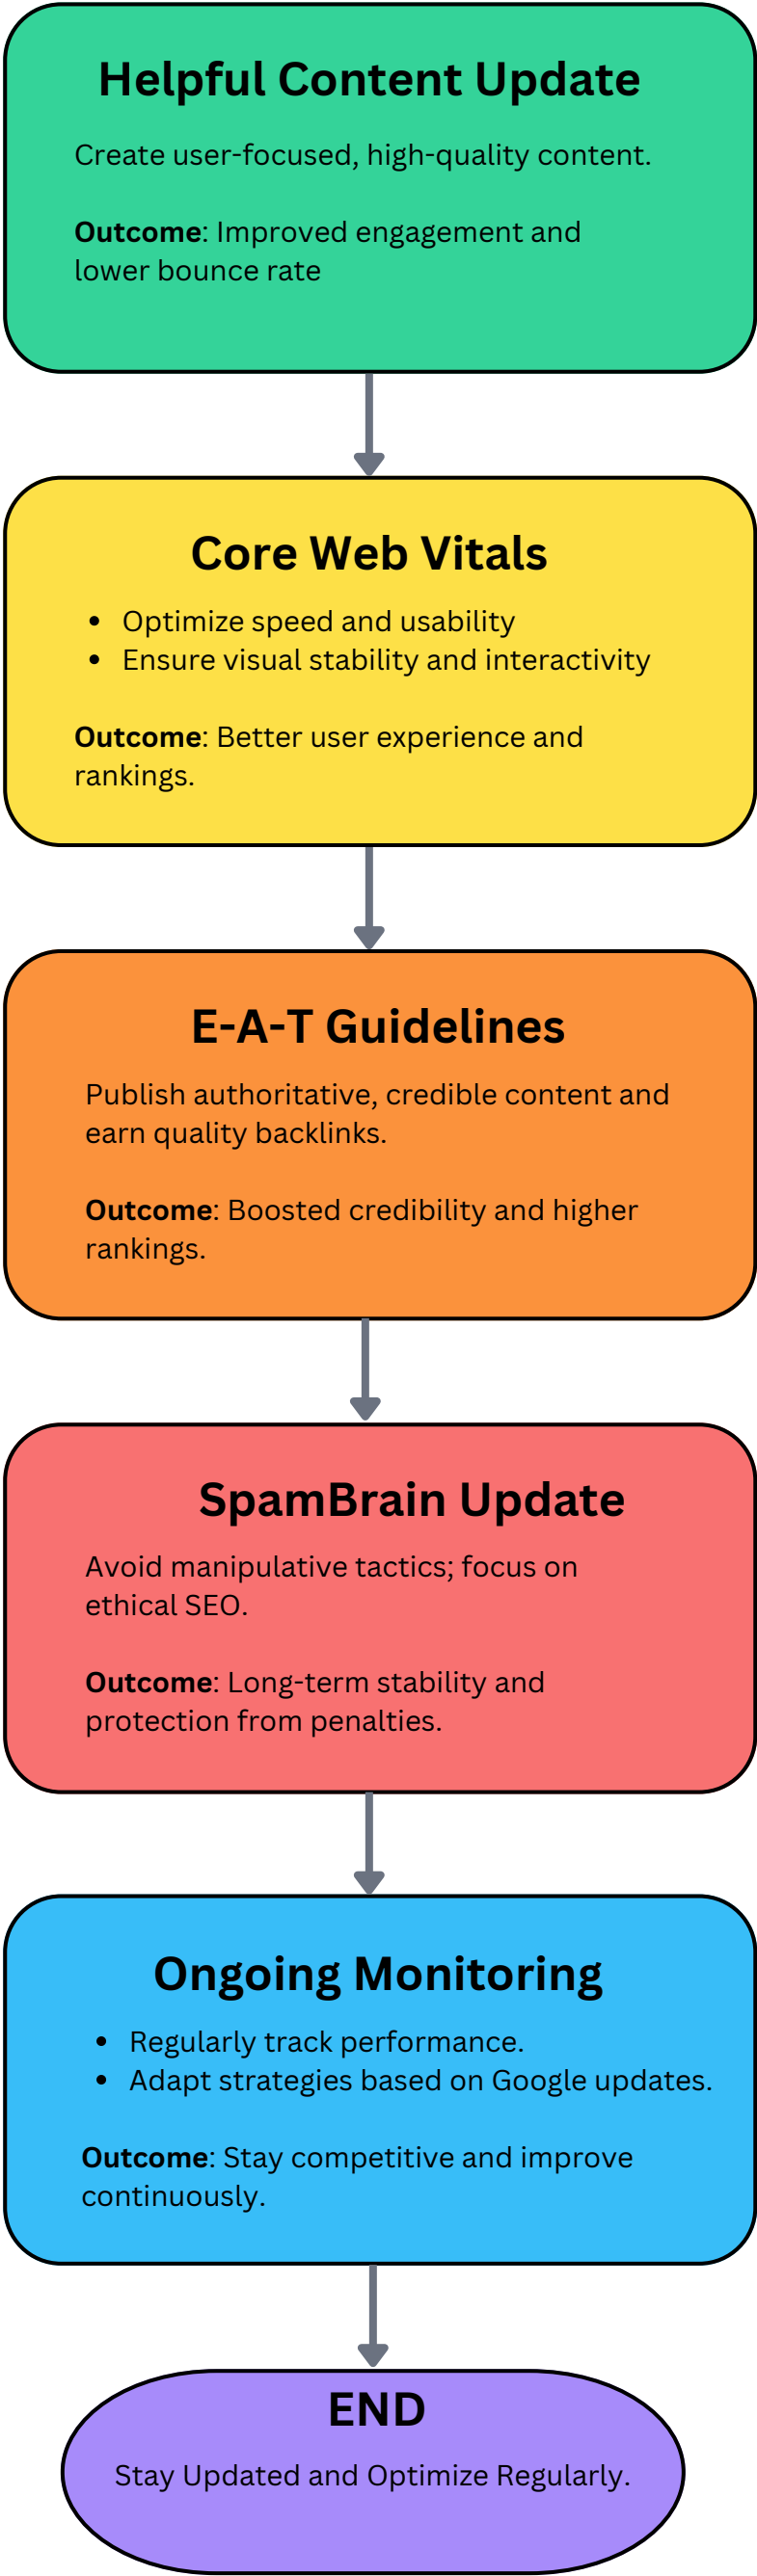 Helpful Content Update
Create user-focused, high-quality content.
Outcome: Improved engagement and
lower bounce rate
Core Web Vitals
• Optimize speed and usability
• Ensure visual stability and interactivity
Outcome: Better user experience and
rankings.
E-A-T Guidelines
Publish authoritative, credible content and
earn quality backlinks.
Outcome: Boosted credibility and higher
rankings.
SpamBrain Update
Avoid manipulative tactics; focus on
ethical SEO.
Outcome: Long-term stability and
protection from penalties.
Ongoing Monitoring
• Regularly track performance.
• Adapt strategies based on Google updates.
Outcome: Stay competitive and improve
continuously.
END
Stay Updated and Optimize Regularly.